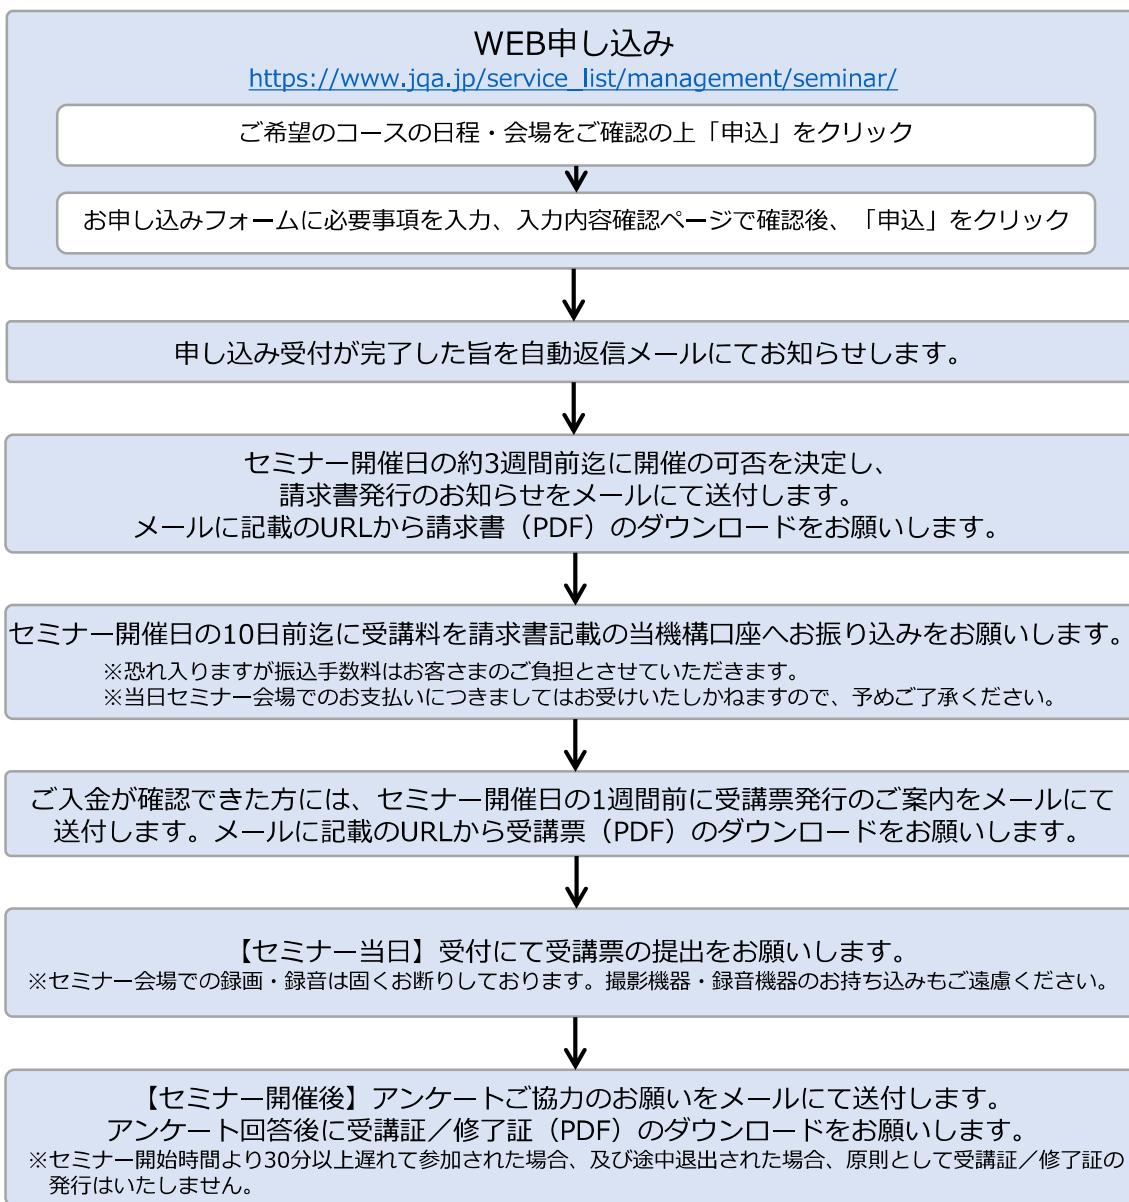 WEB申し込み
https://www.jqa.jp/service_list/management/seminar/
ご希望のコースの日程・会場をご確認の上「申込」をクリック
お申し込みフォームに必要事項を入力、入力内容確認ページで確認後、「申込」をクリック
申し込み受付が完了した旨を自動返信メールにてお知らせします。
セミナー開催日の約3週間前迄に開催の可否を決定し、
請求書発行のお知らせをメールにて送付します。
メールに記載のURLから請求書（PDF）のダウンロードをお願いします。
セミナー開催日の10日前迄に受講料を請求書記載の当機構口座へお振り込みをお願いします。
※恐れ入りますが振込手数料はお客さまのご負担とさせていただきます。
※当日セミナー会場でのお支払いにつきましてはお受けいたしかねますので、予めご了承ください。
ご入金が確認できた方には、セミナー開催日の1週間前に受講票発行のご案内をメールにて
送付します。メールに記載のURLから受講票（PDF）のダウンロードをお願いします。
【セミナー当日】受付にて受講票の提出をお願いします。
※セミナー会場での録画・録音は固くお断りしております。撮影機器・録音機器のお持ち込みもご遠慮ください。
【セミナー開催後】アンケートご協力のお願いをメールにて送付します。
アンケート回答後に受講証／修了証（PDF）のダウンロードをお願いします。
※セミナー開始時間より30分以上遅れて参加された場合、及び途中退出された場合、原則として受講証／修了証の
発行はいたしません。